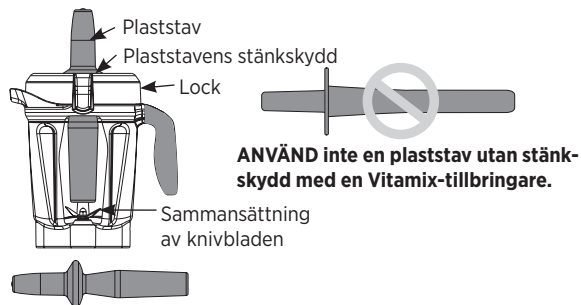 Plaststav
Plaststavens stänkskydd
Lock
ANVÄND inte en plaststav utan stänk-
skydd med en Vitamix-tillbringare.
Sammansättning
av knivbladen